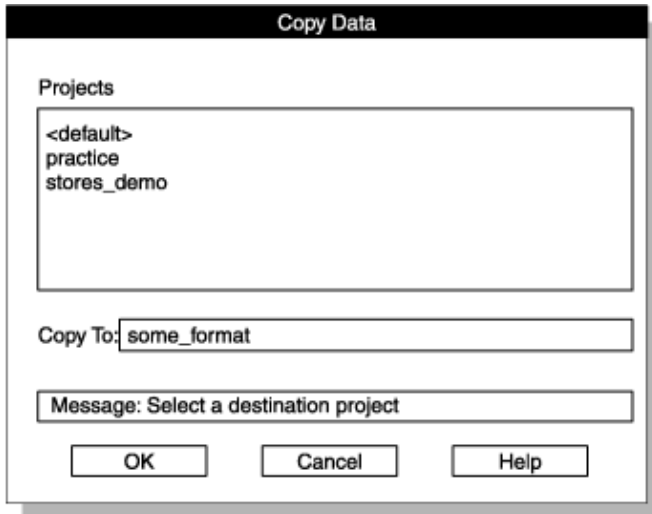 Copy Data
Projects
<default>
practice
stores_demo
Copy To: some_format
Message: Select a destination project
OK Cancel Help